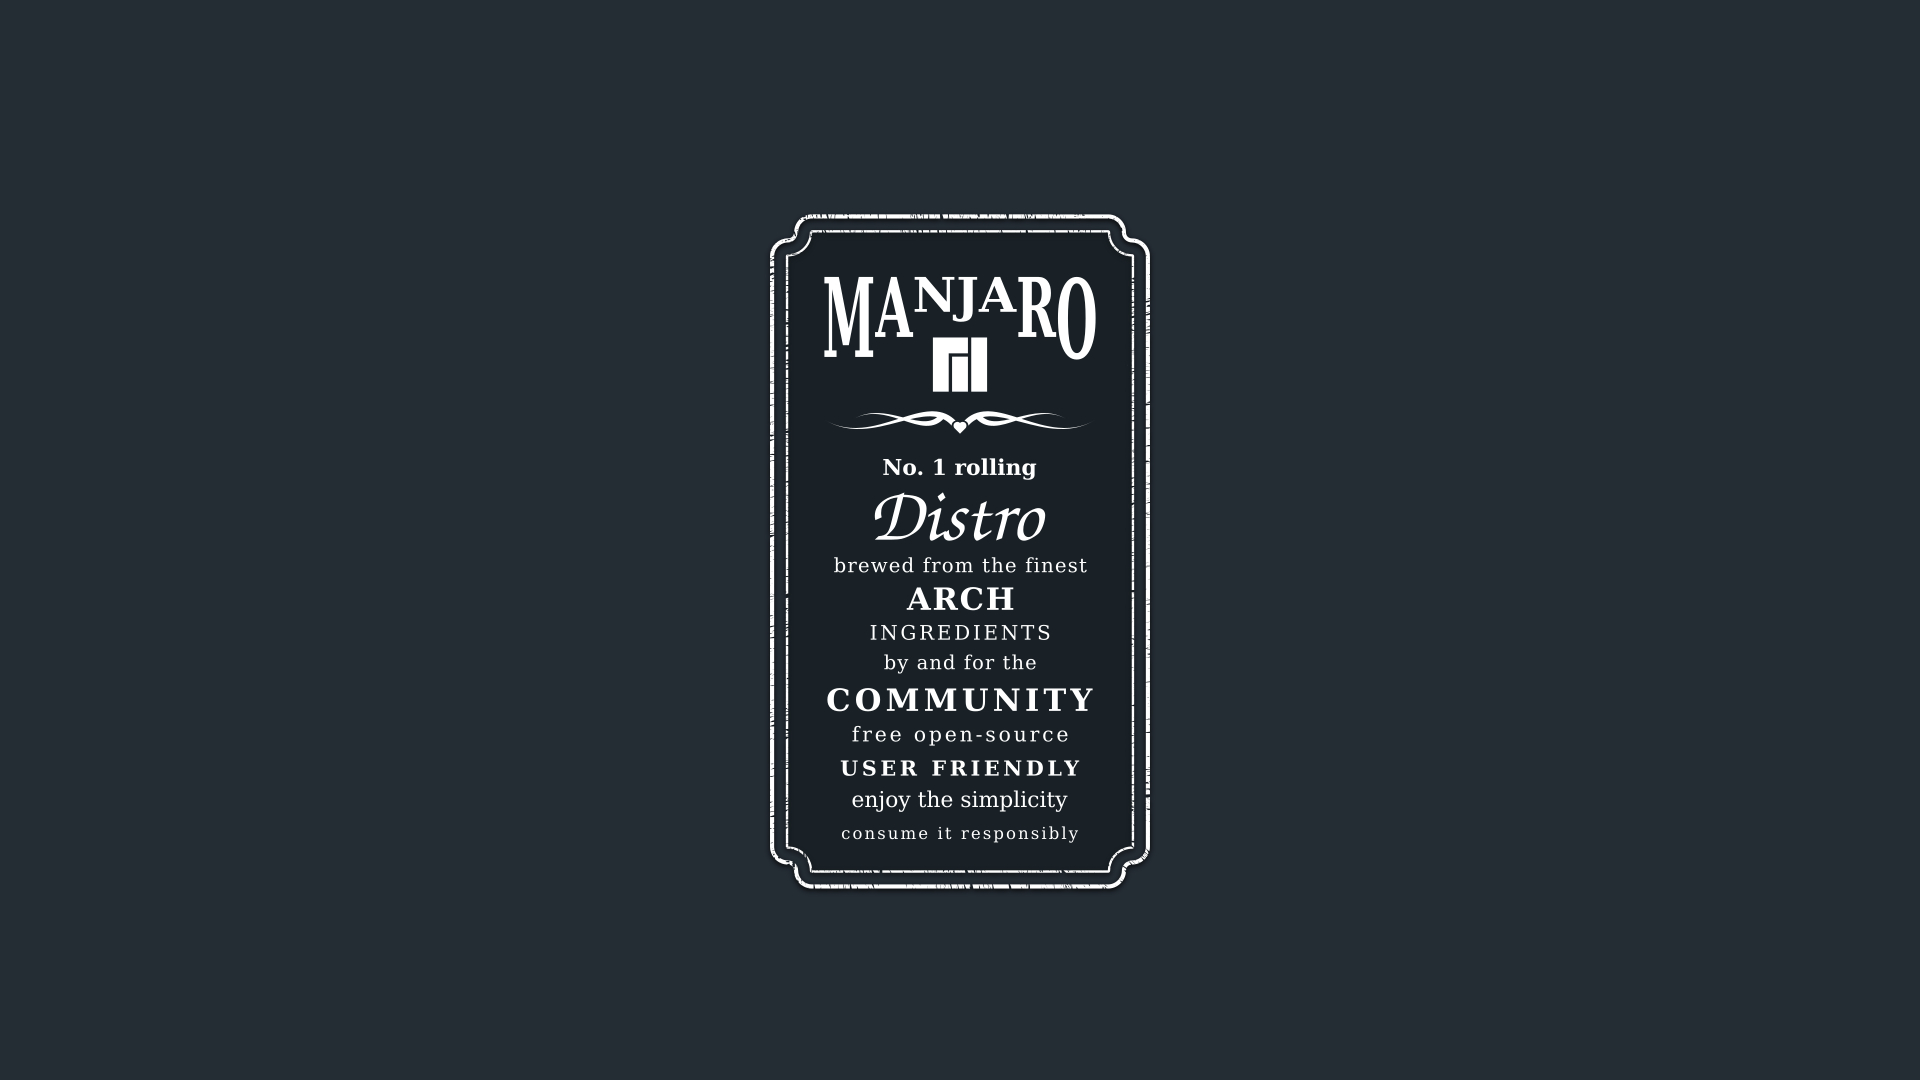 MANJARO
No. 1 rolling
Distro
brewed from the finest
ARCH
INGREDIENTS
by and for the
COMMUNITY
free open-source
USER FRIENDLY
enjoy the simplicity
consume it responsibly